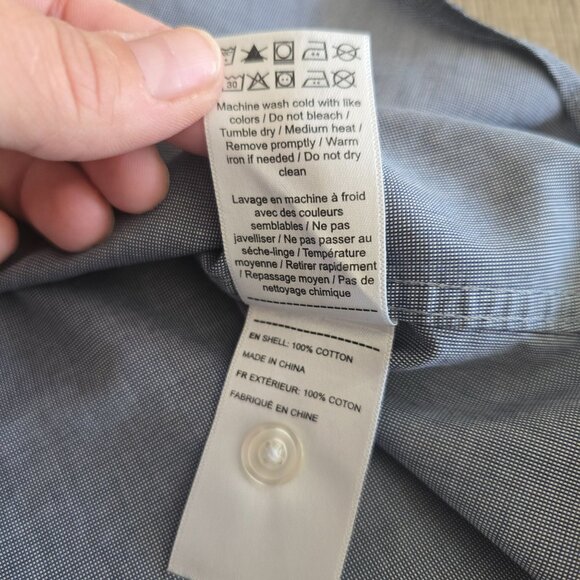 30
Machine wash cold with like
colors / Do not bleach /
Tumble dry / Medium heat /
Remove promptly / Warm
iron if needed / Do not dry
clean
Lavage en machine à froid
avec des couleurs
semblables / Ne pas
javelliser / Ne pas passer au
séche-linge / Température
moyenne / Retirer rapidement
/ Repassage moyen / Pas de
nettoyage chimique
EN SHELL: 100% COTTON
MADE IN CHINA
FR EXTÉRIEUR: 100% COTON
FABRIQUÉ EN CHINE